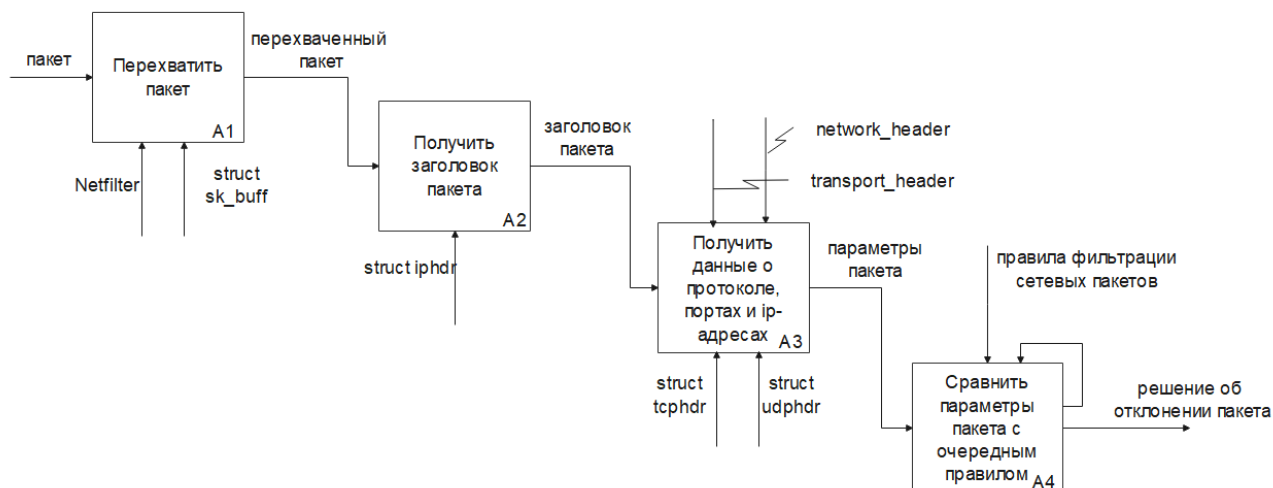 пакет
Перехватить
пакет
A1
перехваченный
пакет
Netfilter
struct
sk_buff
Получить
заголовок
пакета
A2
struct iphdr
заголовок
пакета
network_header
transport_header
Получить
данные о
протоколе,
портах и ip-
адресах
A3
struct
tcphdr
struct
udphdr
параметры
пакета
правила фильтрации
сетевых пакетов
Сравнить
параметры
пакета с
очередным
правилом
A4
решение об
отклонении пакета